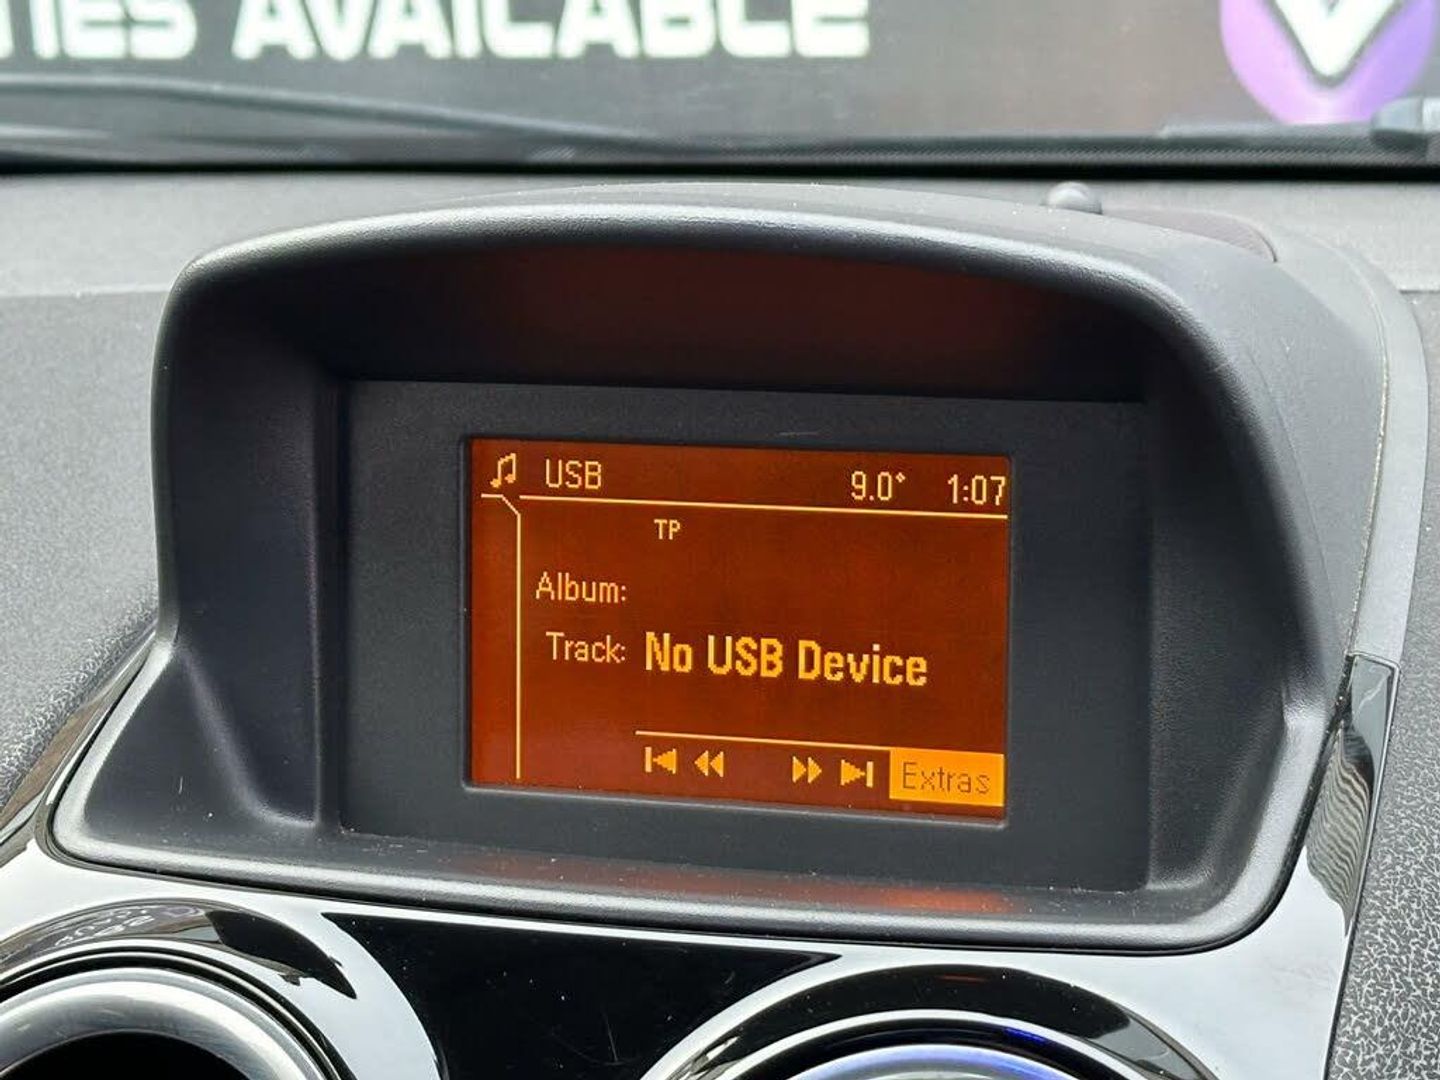 IES AVAILABLE
USB 9.0° 1:07
TP
Album:
Track: No USB Device
Extras